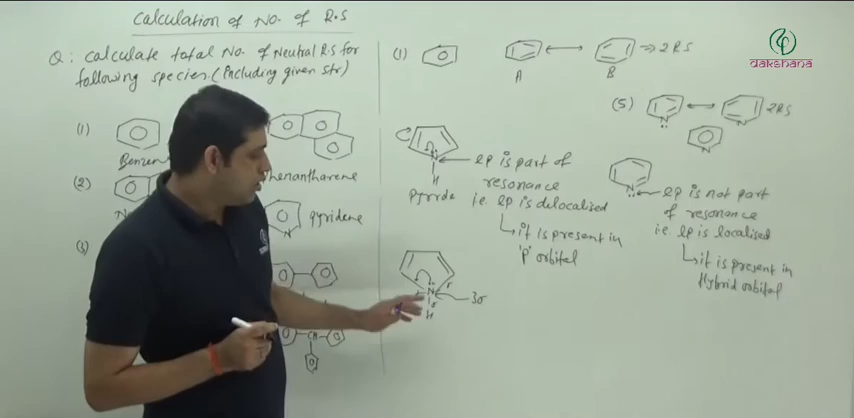 Calculation of No. of R.S
Q: calculate total No. of Neutral R.S for
following species. (Including given str)
(1)
(2)
(3)
pyridene
(1)
A
B
⇒ 2 RS
dakshana
(5)
2RS
N
H
lp is part of
resonance
i.e. lp is delocalised
it is present in
'p' orbital
N
lp is not part
of resonance
i.e. lp is localised
it is present in
Hybrid orbital
N
3σ
CH